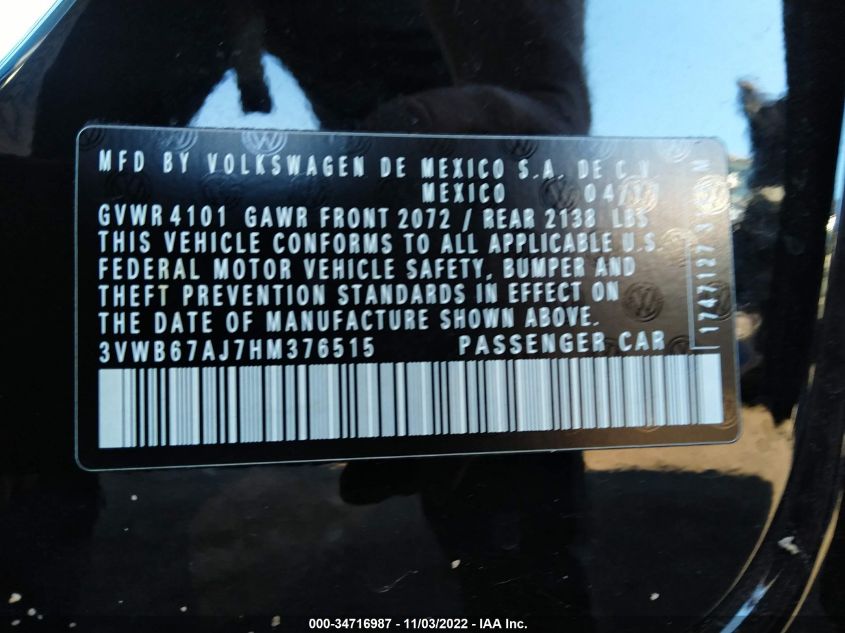 MFD BY VOLKSWAGEN DE MEXICO S.A. DE C.V.
MEXICO
GVWR 4101 GAWR FRONT 2072 / REAR 2138 LBS
THIS VEHICLE CONFORMS TO ALL APPLICABLE U.S.
FEDERAL MOTOR VEHICLE SAFETY, BUMPER AND
THEFT PREVENTION STANDARDS IN EFFECT ON
THE DATE OF MANUFACTURE SHOWN ABOVE.
3VWB67AJ7HM376515 PASSENGER CAR
1747127
000-34716987 - 11/03/2022 - IAA Inc.